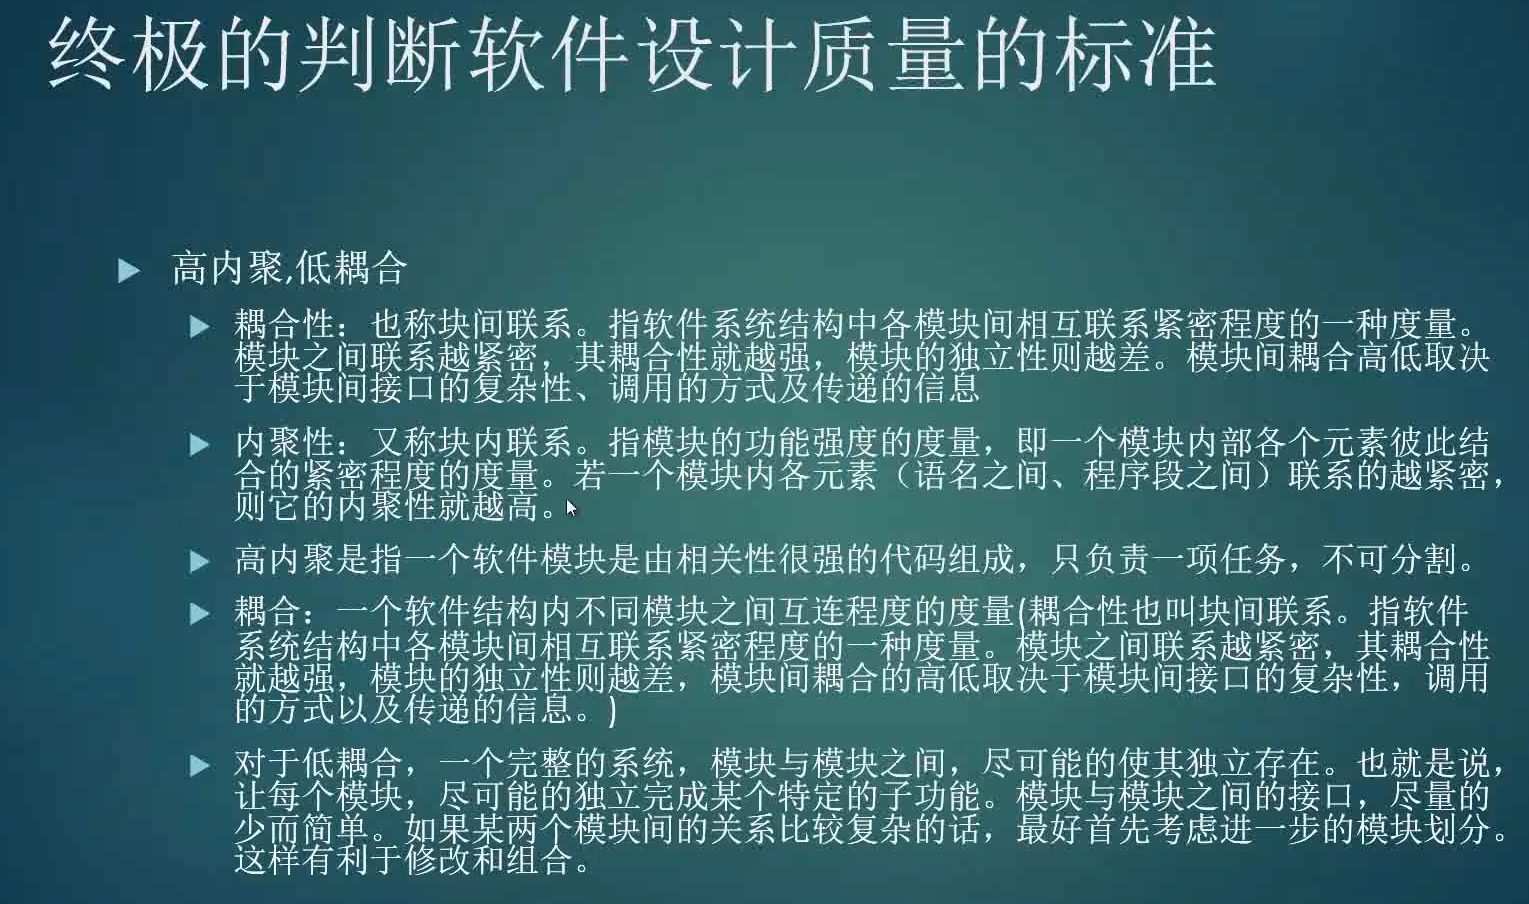 终极的判断软件设计质量的标准
高内聚,低耦合
耦合性：也称块间联系。指软件系统结构中各模块间相互联系紧密程度的一种度量。
模块之间联系越紧密，其耦合性就越强，模块的独立性则越差。模块间耦合高低取决
于模块间接口的复杂性、调用的方式及传递的信息
内聚性：又称块内联系。指模块的功能强度的度量，即一个模块内部各个元素彼此结
合的紧密程度的度量。若一个模块内各元素（语名之间、程序段之间）联系的越紧密，
则它的内聚性就越高。
高内聚是指一个软件模块是由相关性很强的代码组成，只负责一项任务，不可分割。
耦合：一个软件结构内不同模块之间互连程度的度量(耦合性也叫块间联系。指软件
系统结构中各模块间相互联系紧密程度的一种度量。模块之间联系越紧密，其耦合性
就越强，模块的独立性则越差，模块间耦合的高低取决于模块间接口的复杂性，调用
的方式以及传递的信息。)
对于低耦合，一个完整的系统，模块与模块之间，尽可能的使其独立存在。也就是说，
让每个模块，尽可能的独立完成某个特定的子功能。模块与模块之间的接口，尽量的
少而简单。如果某两个模块间的关系比较复杂的话，最好首先考虑进一步的模块划分。
这样有利于修改和组合。